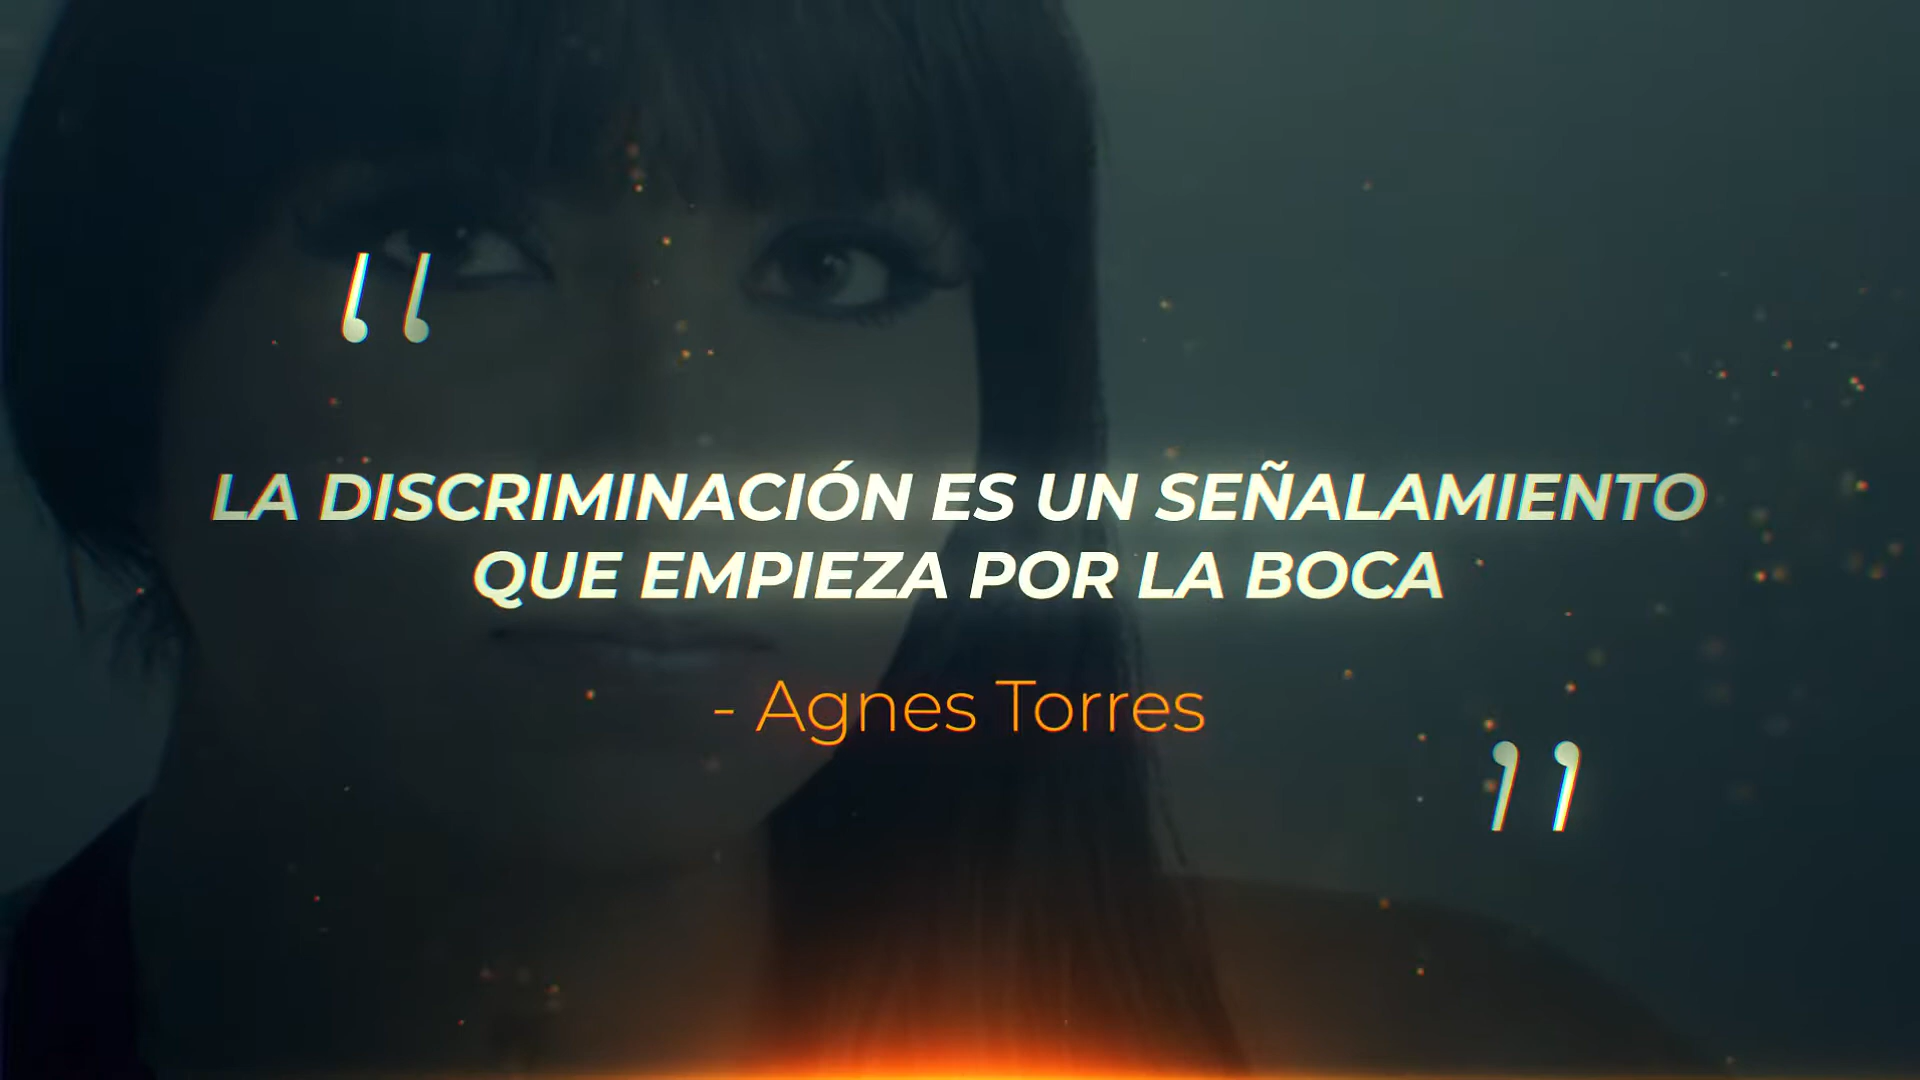 “
LA DISCRIMINACIÓN ES UN SEÑALAMIENTO
QUE EMPIEZA POR LA BOCA
- Agnes Torres
”